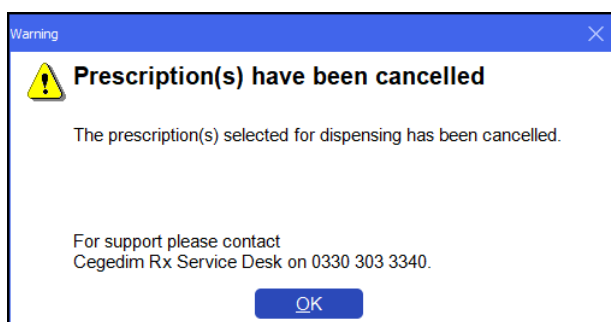 Warning
Prescription(s) have been cancelled
The prescription(s) selected for dispensing has been cancelled.
For support please contact
Cegedim Rx Service Desk on 0330 303 3340.
OK